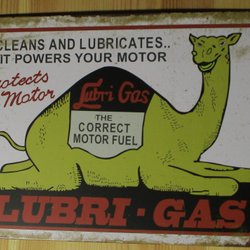 CLEANS AND LUBRICATES..
IT POWERS YOUR MOTOR
Protects
Motor
Lubri Gas
THE
CORRECT
MOTOR FUEL
LUBRI-GAS